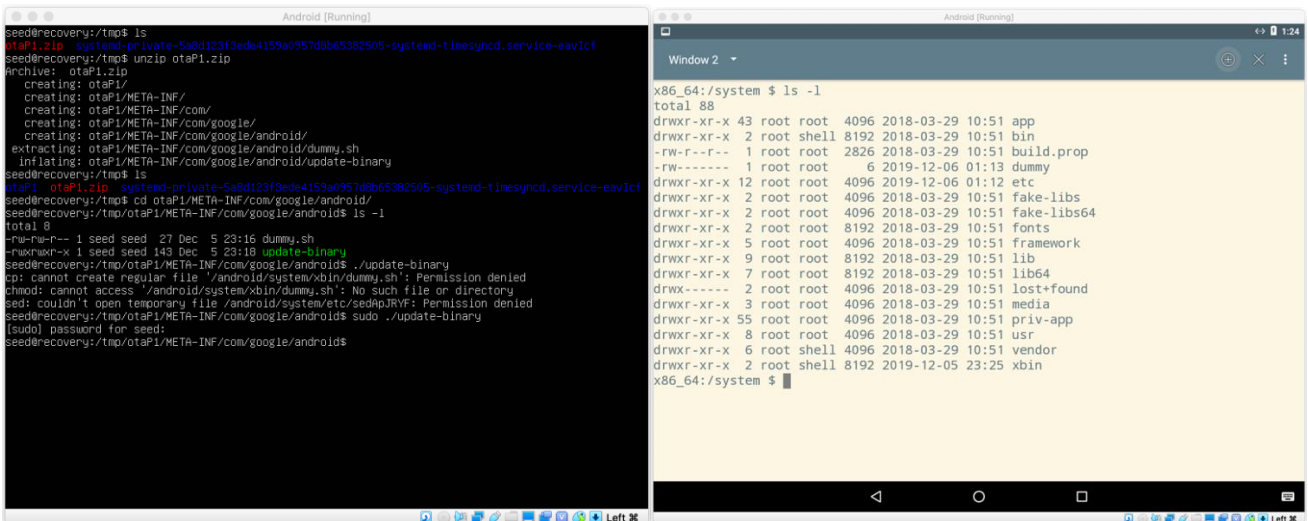 Android [Running]
seed@recovery:/tmp$ ls
otaP1.zip systemd-private-5a8d123f3ede4159a0957d8b65382505-systemd-timesyncd.service-eavIcf
seed@recovery:/tmp$ unzip otaP1.zip
Archive:  otaP1.zip
creating: otaP1/
creating: otaP1/META-INF/
creating: otaP1/META-INF/com/
creating: otaP1/META-INF/com/google/
creating: otaP1/META-INF/com/google/android/
extracting: otaP1/META-INF/com/google/android/dummy.sh
inflating: otaP1/META-INF/com/google/android/update-binary
seed@recovery:/tmp$ ls
otaP1 otaP1.zip systemd-private-5a8d123f3ede4159a0957d8b65382505-systemd-timesyncd.service-eavIcf
seed@recovery:/tmp$ cd otaP1/META-INF/com/google/android/
seed@recovery:/tmp/otaP1/META-INF/com/google/android$ ls -l
total 8
-rw-rw-r-- 1 seed seed  27 Dec  5 23:16 dummy.sh
-rwxrwxr-x 1 seed seed 143 Dec  5 23:18 update-binary
seed@recovery:/tmp/otaP1/META-INF/com/google/android$ ./update-binary
cp: cannot create regular file '/android/system/xbin/dummy.sh': Permission denied
chmod: cannot access '/android/system/xbin/dummy.sh': No such file or directory
sed: couldn't open temporary file /android/system/etc/sedApJRYF: Permission denied
seed@recovery:/tmp/otaP1/META-INF/com/google/android$ sudo ./update-binary
[sudo] password for seed:
seed@recovery:/tmp/otaP1/META-INF/com/google/android$
Left ⌘
Android [Running]
1:24
Window 2
x86_64:/system $ ls -l
total 88
drwxr-xr-x 43 root root  4096 2018-03-29 10:51 app
drwxr-xr-x  2 root shell 8192 2018-03-29 10:51 bin
-rw-r--r--  1 root root  2826 2018-03-29 10:51 build.prop
-rw-------  1 root root     6 2019-12-06 01:13 dummy
drwxr-xr-x 12 root root  4096 2019-12-06 01:12 etc
drwxr-xr-x  2 root root  4096 2018-03-29 10:51 fake-libs
drwxr-xr-x  2 root root  4096 2018-03-29 10:51 fake-libs64
drwxr-xr-x  2 root root  8192 2018-03-29 10:51 fonts
drwxr-xr-x  5 root root  4096 2018-03-29 10:51 framework
drwxr-xr-x  9 root root  8192 2018-03-29 10:51 lib
drwxr-xr-x  7 root root  8192 2018-03-29 10:51 lib64
drwx------  2 root root  4096 2018-03-29 10:51 lost+found
drwxr-xr-x  3 root root  4096 2018-03-29 10:51 media
drwxr-xr-x 55 root root  4096 2018-03-29 10:51 priv-app
drwxr-xr-x  8 root root  4096 2018-03-29 10:51 usr
drwxr-xr-x  6 root shell 4096 2018-03-29 10:51 vendor
drwxr-xr-x  2 root shell 8192 2019-12-05 23:25 xbin
x86_64:/system $
Left ⌘